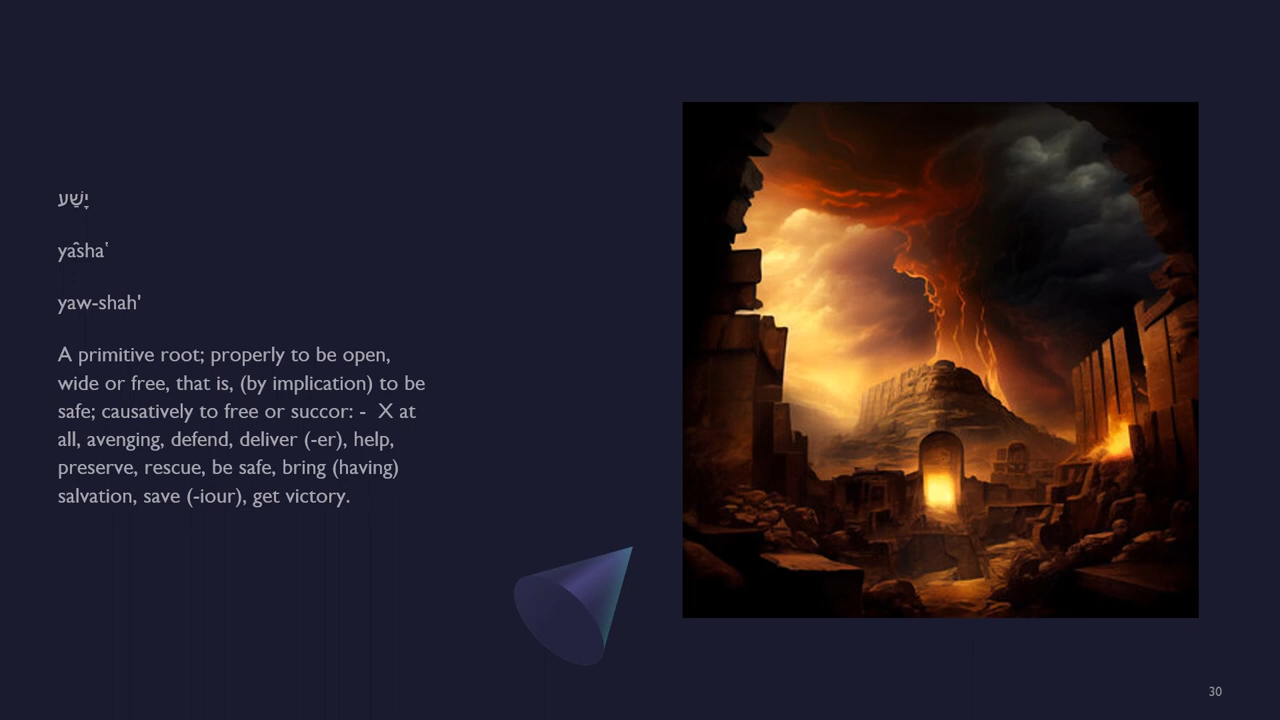 יָשַׁע
yâsha‛
yaw-shah'
A primitive root; properly to be open,
wide or free, that is, (by implication) to be
safe; causatively to free or succor: -  X at
all, avenging, defend, deliver (-er), help,
preserve, rescue, be safe, bring (having)
salvation, save (-iour), get victory.
30